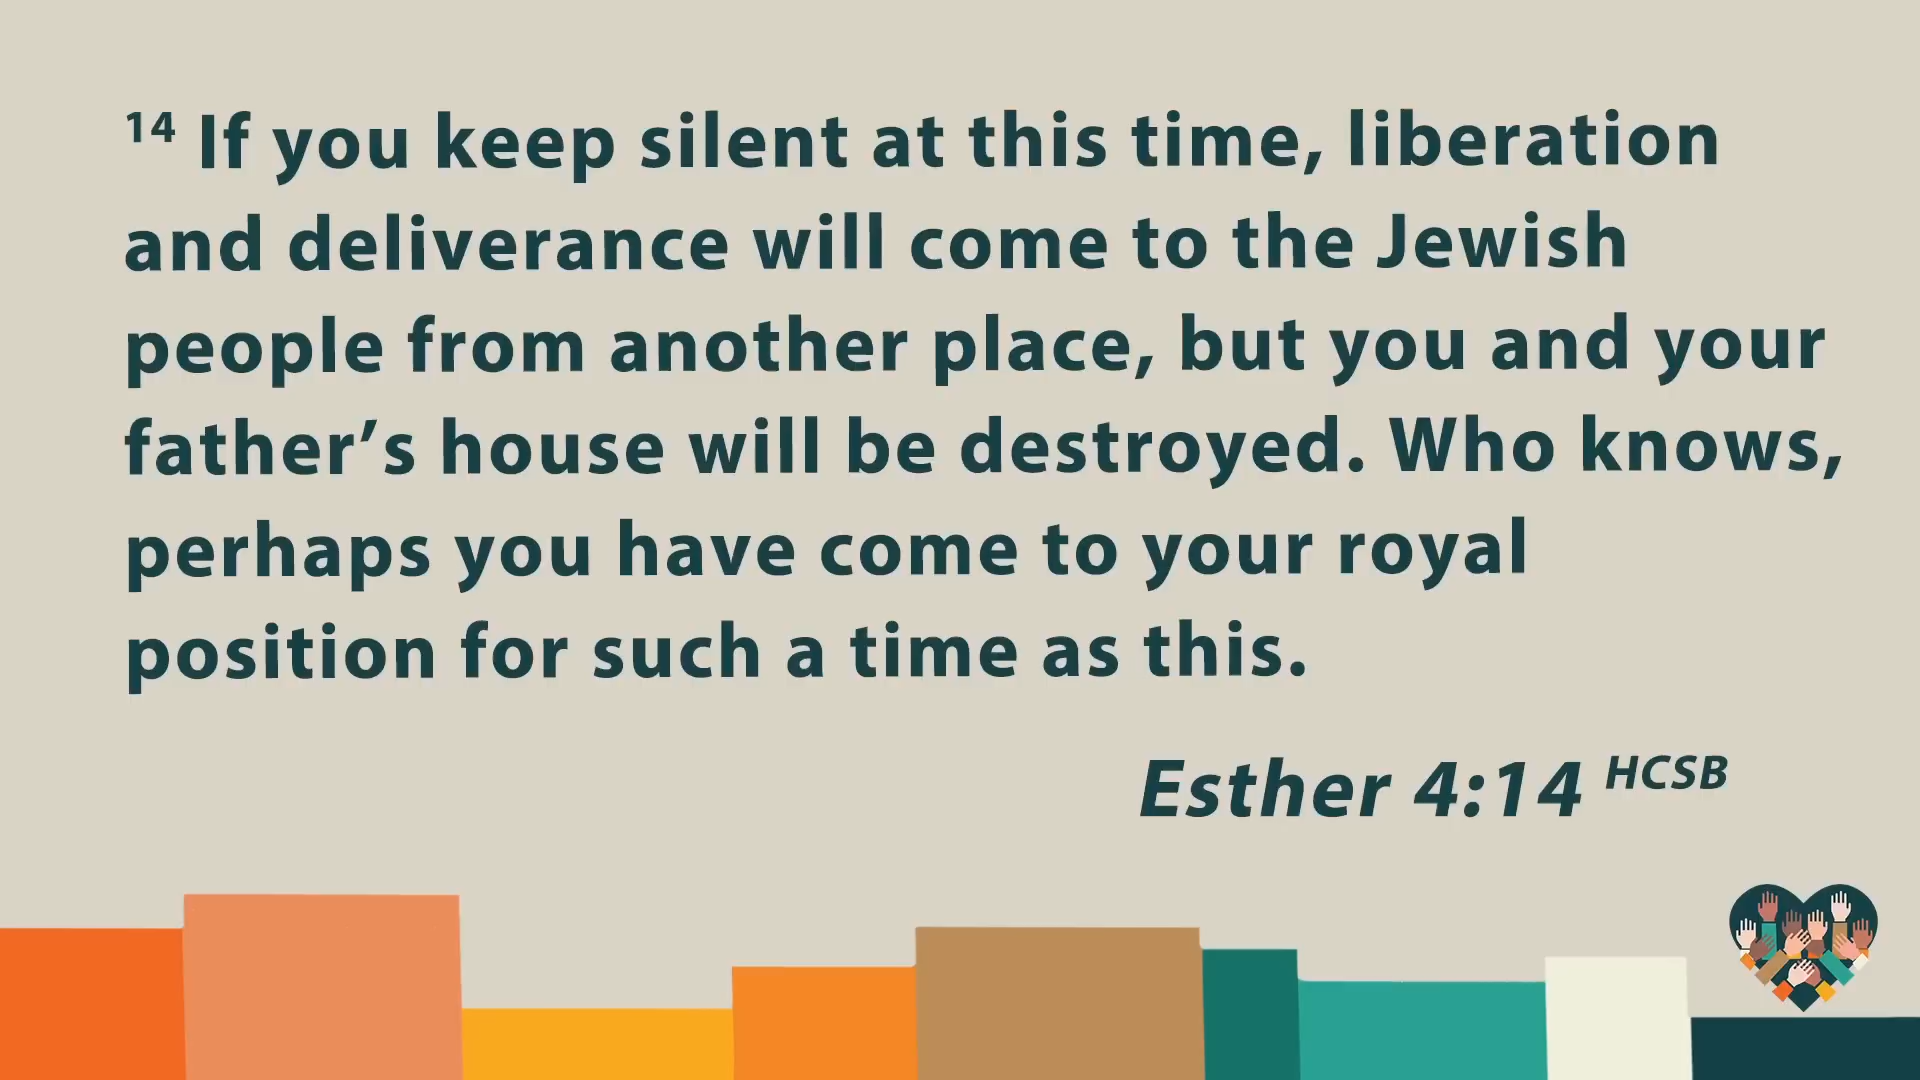 14 If you keep silent at this time, liberation
and deliverance will come to the Jewish
people from another place, but you and your
father’s house will be destroyed. Who knows,
perhaps you have come to your royal
position for such a time as this.
Esther 4:14 HCSB